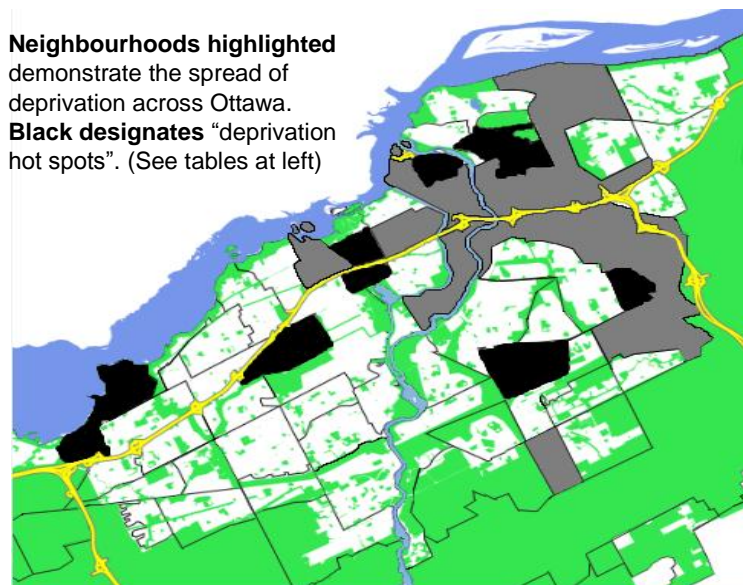 Neighbourhoods highlighted
demonstrate the spread of
deprivation across Ottawa.
Black designates “deprivation
hot spots”. (See tables at left)